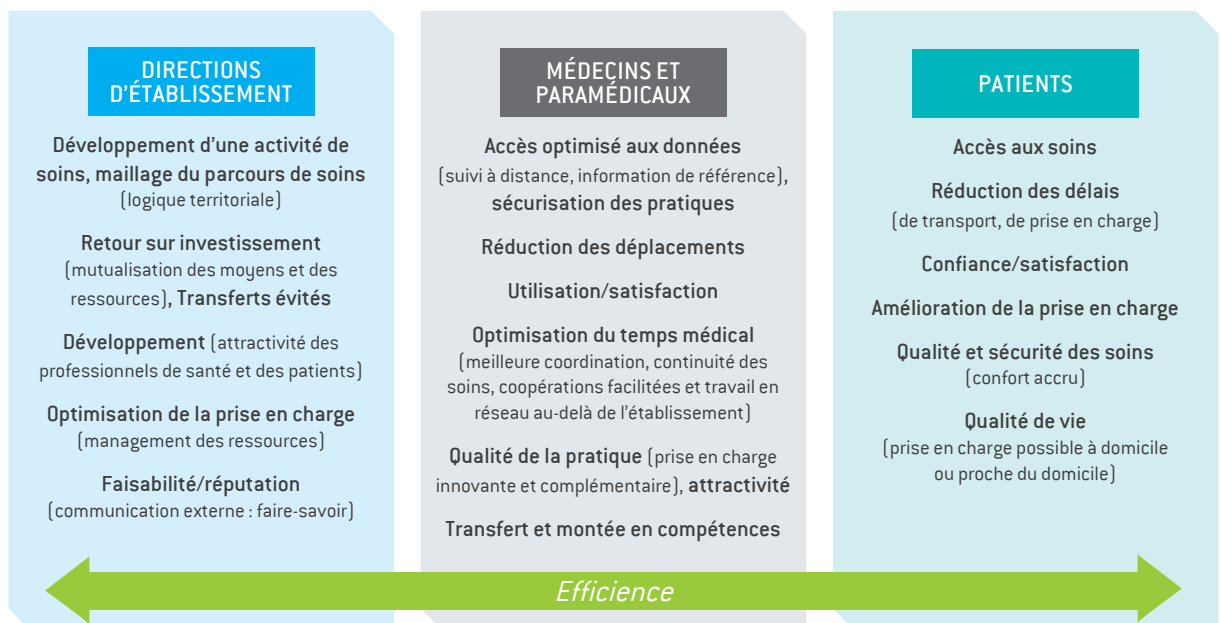 DIRECTIONS
D'ÉTABLISSEMENT
Développement d'une activité de
soins, maillage du parcours de soins
(logique territoriale)
Retour sur investissement
(mutualisation des moyens et des
ressources), Transferts évités
Développement (attractivité des
professionnels de santé et des patients)
Optimisation de la prise en charge
(management des ressources)
Faisabilité/réputation
(communication externe : faire-savoir)
MÉDECINS ET
PARAMÉDICAUX
Accès optimisé aux données
(suivi à distance, information de référence),
sécurisation des pratiques
Réduction des déplacements
Utilisation/satisfaction
Optimisation du temps médical
(meilleure coordination, continuité des
soins, coopérations facilitées et travail en
réseau au-delà de l'établissement)
Qualité de la pratique (prise en charge
innovante et complémentaire), attractivité
Transfert et montée en compétences
PATIENTS
Accès aux soins
Réduction des délais
(de transport, de prise en charge)
Confiance/satisfaction
Amélioration de la prise en charge
Qualité et sécurité des soins
(confort accru)
Qualité de vie
(prise en charge possible à domicile
ou proche du domicile)
Efficience